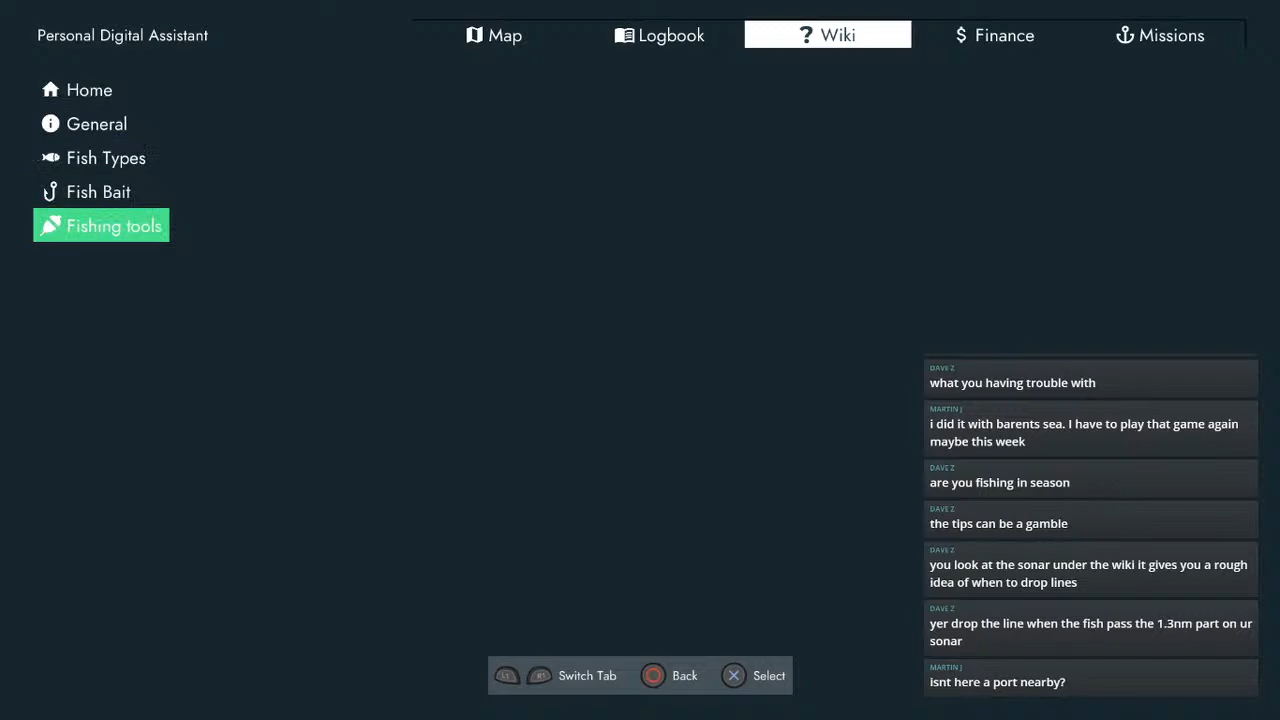 Personal Digital Assistant
Map
Logbook
? Wiki
$ Finance
Missions
Home
General
Fish Types
Fish Bait
Fishing tools
DAVE Z
what you having trouble with
MARTIN J
i did it with barents sea. I have to play that game again
maybe this week
DAVE Z
are you fishing in season
DAVE Z
the tips can be a gamble
DAVE Z
you look at the sonar under the wiki it gives you a rough
idea of when to drop lines
DAVE Z
yer drop the line when the fish pass the 1.3nm part on ur
sonar
MARTIN J
isnt here a port nearby?
L1 R1 Switch Tab
Back
Select